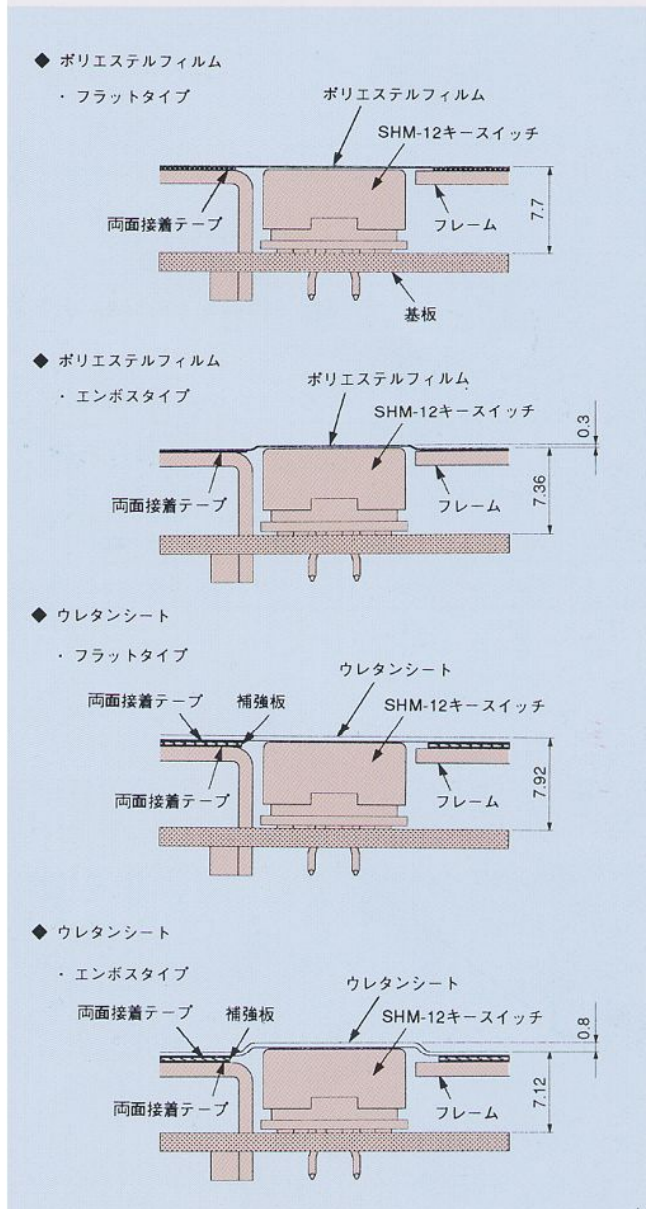 ◆ ポリエステルフィルム
・ フラットタイプ
ポリエステルフィルム
SHM-12キースイッチ
両面接着テープ
フレーム
7.7
基板
◆ ポリエステルフィルム
・ エンボスタイプ
ポリエステルフィルム
SHM-12キースイッチ
0.3
両面接着テープ
フレーム
7.36
◆ ウレタンシート
・ フラットタイプ
ウレタンシート
両面接着テープ 補強板
SHM-12キースイッチ
両面接着テープ
フレーム
7.92
◆ ウレタンシート
・ エンボスタイプ
ウレタンシート
両面接着テープ 補強板
SHM-12キースイッチ
0.8
両面接着テープ
フレーム
7.12